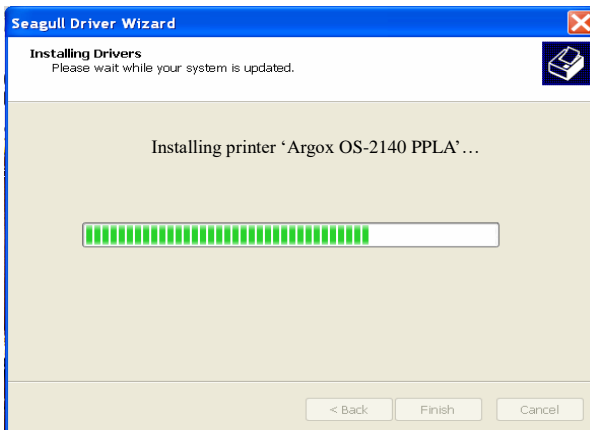 Seagull Driver Wizard
Installing Drivers
Please wait while your system is updated.
Installing printer ‘Argox OS-2140 PPLA’…
< Back
Finish
Cancel